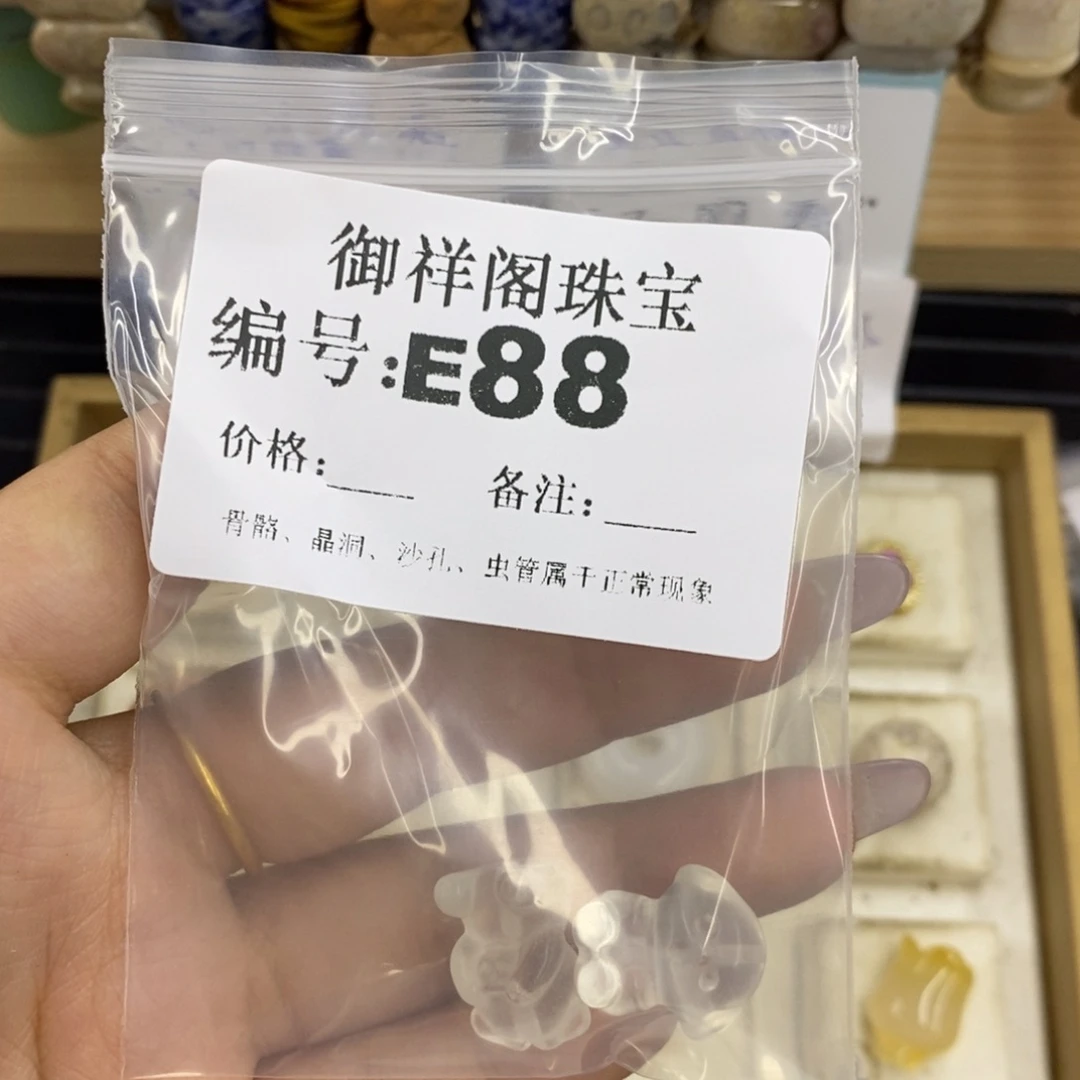 御祥阁珠宝
编号:E88
价格:____ 备注:____
骨骼、晶洞、沙孔、虫管属于正常现象